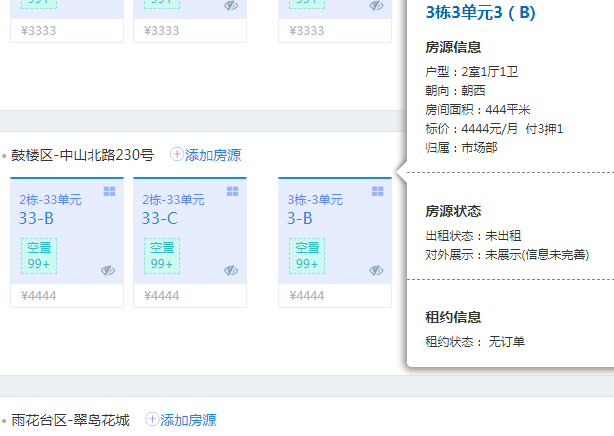 99+
99+
99+
¥3333
¥3333
¥3333
鼓楼区-中山北路230号
添加房源
2栋-33单元
33-B
空置
99+
¥4444
2栋-33单元
33-C
空置
99+
¥4444
3栋-3单元
3-B
空置
99+
¥4444
雨花台区-翠岛花城
添加房源
3栋3单元3（B)
房源信息
户型：2室1厅1卫
朝向：朝西
房间面积：444平米
标价：4444元/月 付3押1
归属：市场部
房源状态
出租状态：未出租
对外展示：未展示(信息未完善)
租约信息
租约状态： 无订单